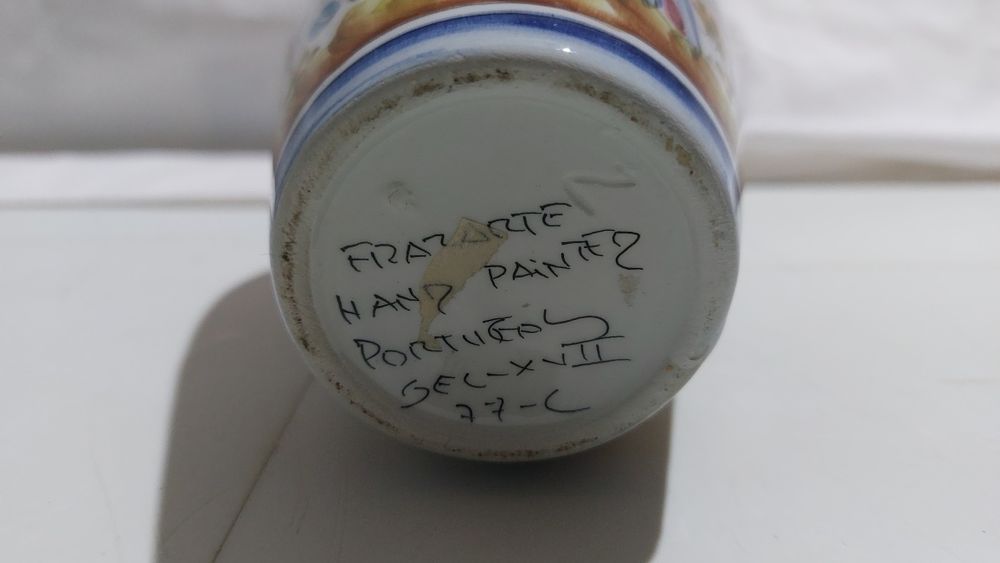 FRAZARTE
HAND PAINTED
PORTUGAL
SEC-XVII
77-C